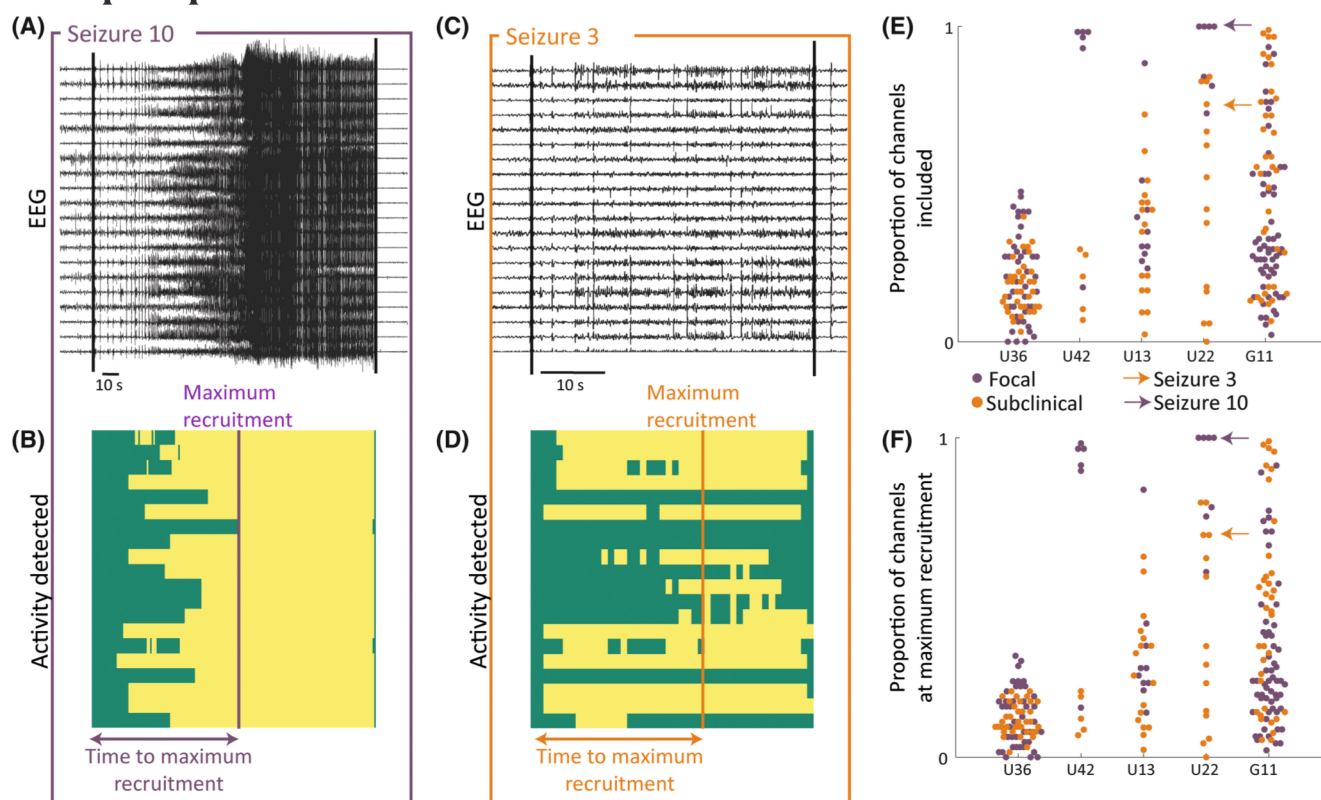 (A)
Seizure 10
EEG
10 s
Maximum
recruitment
(B)
Activity detected
Time to maximum
recruitment
(C)
Seizure 3
EEG
10 s
Maximum
recruitment
(D)
Activity detected
Time to maximum
recruitment
(E)
Proportion of channels
included
1
0
U36 U42 U13 U22 G11
Focal
Subclinical
Seizure 3
Seizure 10
(F)
Proportion of channels
at maximum recruitment
1
0
U36 U42 U13 U22 G11